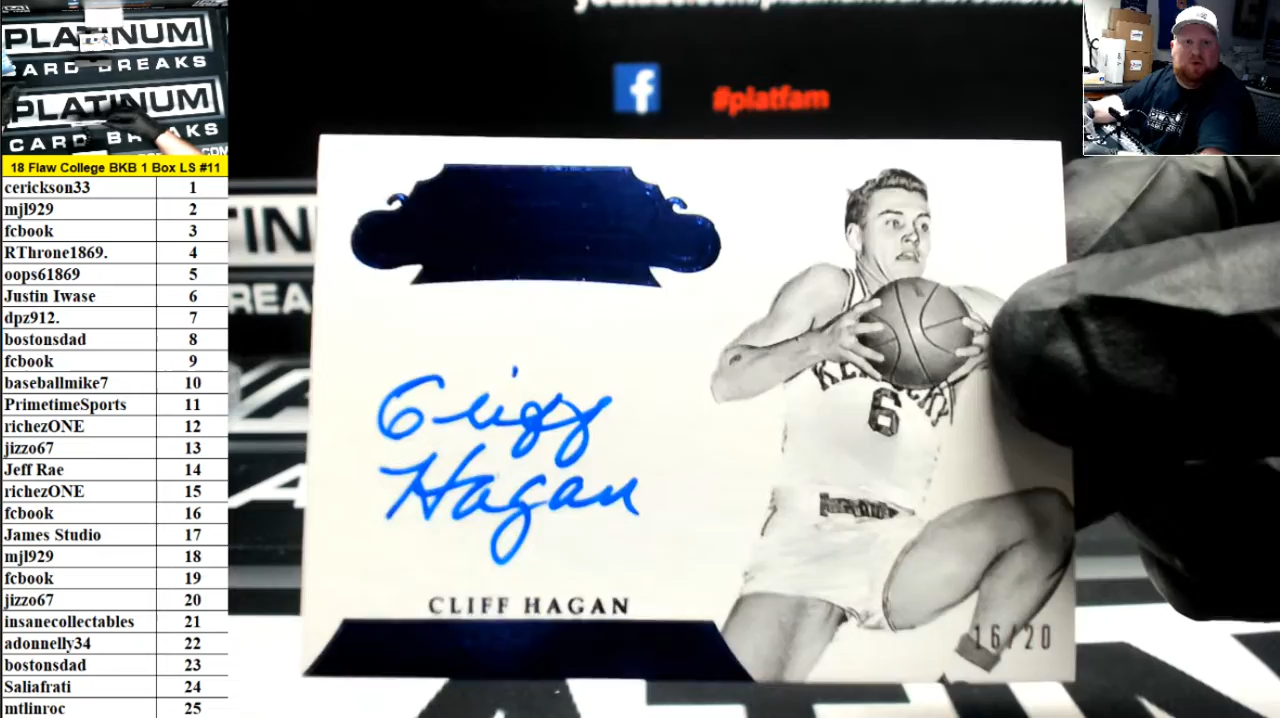 PLATINUM
CARD BREAKS
PLATINUM
CARD BREAKS
18 Flaw College BKB 1 Box LS #11
cerickson33 1
mjl929 2
fcbook 3
RThrone1869. 4
oops61869 5
Justin Iwase 6
dpz912. 7
bostonsdad 8
fcbook 9
baseballmike7 10
PrimetimeSports 11
richezONE 12
jizzo67 13
Jeff Rae 14
richezONE 15
fcbook 16
James Studio 17
mjl929 18
fcbook 19
jizzo67 20
insanecollectables 21
adonnelly34 22
bostonsdad 23
Saliafrati 24
mtlinroc 25
#platfam
KENTUCKY
6
Cliff
Hagan
CLIFF HAGAN
16/20